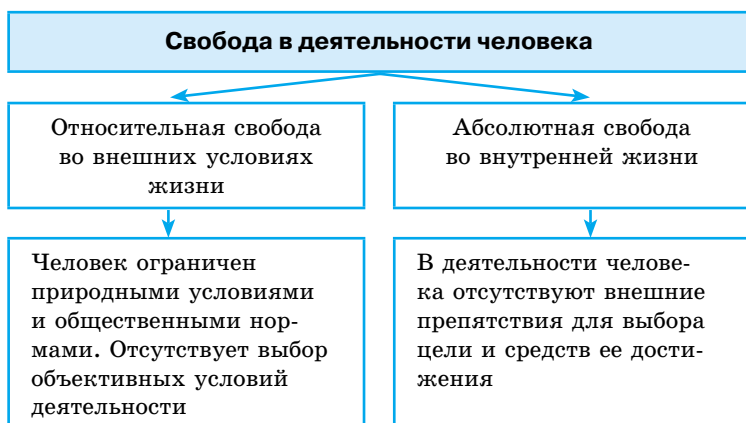 Свобода в деятельности человека
Относительная свобода
во внешних условиях
жизни
Абсолютная свобода
во внутренней жизни
Человек ограничен
природными условиями
и общественными нор-
мами. Отсутствует выбор
объективных условий
деятельности
В деятельности челове-
ка отсутствуют внешние
препятствия для выбора
цели и средств ее дости-
жения